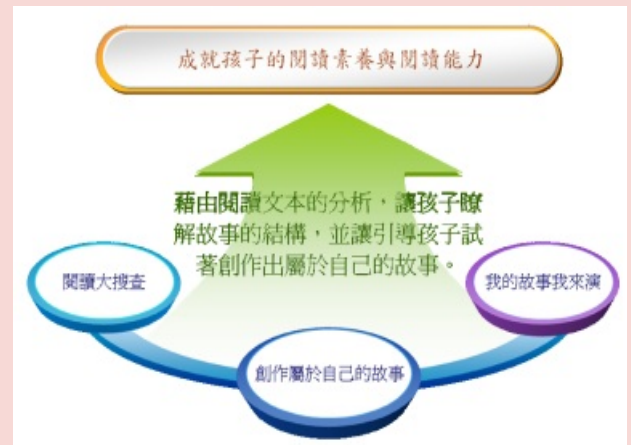 成就孩子的閱讀素養與閱讀能力
藉由閱讀文本的分析，讓孩子瞭
解故事的結構，並讓引導孩子試
著創作出屬於自己的故事。
閱讀大搜查
創作屬於自己的故事
我的故事我來演